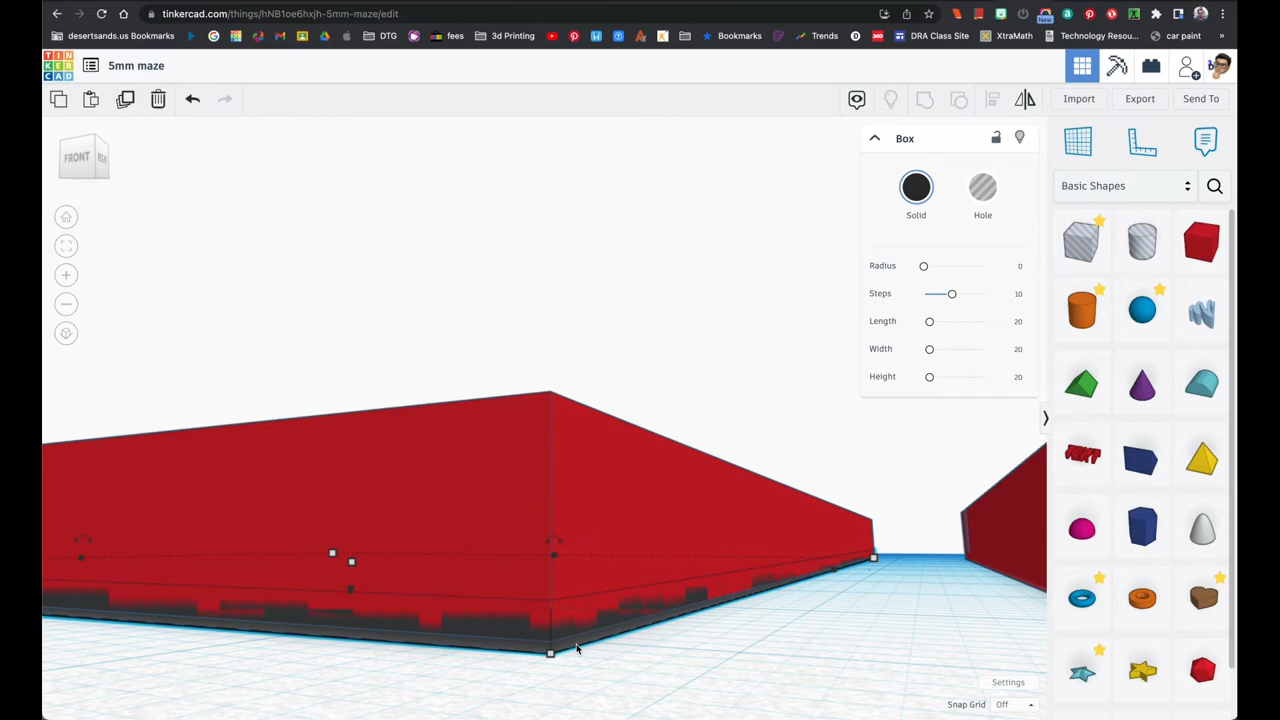 tinkercad.com/things/hNB1oe6hxjh-5mm-maze/edit
New
desertsands.us Bookmarks
DTG
fees
3d Printing
Bookmarks
Trends
DRA Class Site
XtraMath
Technology Resou...
car paint
TIN
KER
CAD
5mm maze
Import
Export
Send To
FRONT
Box
Solid
Hole
Radius 0
Steps 10
Length 20
Width 20
Height 20
Basic Shapes
TEXT
Settings
Snap Grid Off